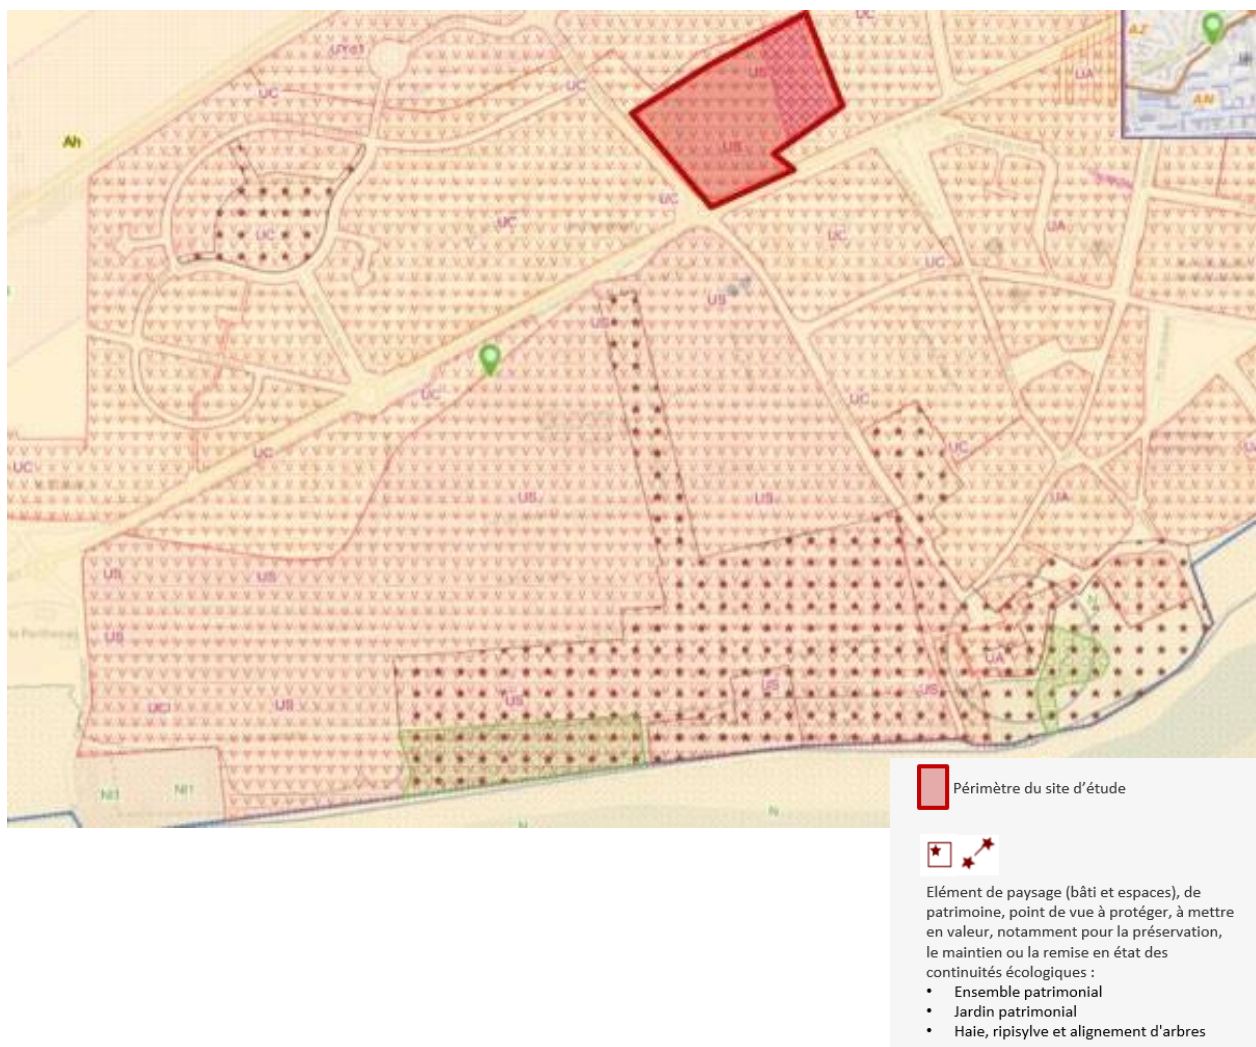 UC
UYd1
UC
UC
UA
AZ
AN
Ah
US
US
UC
UC
UC
UC
UC
UA
US
US
UC
UC
UC
UC
UC
US
US
UA
US
US
US
N
UA
US
US
US
US
UCl
Nl1
Nl1
N
N
Périmètre du site d’étude
Elément de paysage (bâti et espaces), de
patrimoine, point de vue à protéger, à mettre
en valeur, notamment pour la préservation,
le maintien ou la remise en état des
continuités écologiques :
• Ensemble patrimonial
• Jardin patrimonial
• Haie, ripisylve et alignement d'arbres